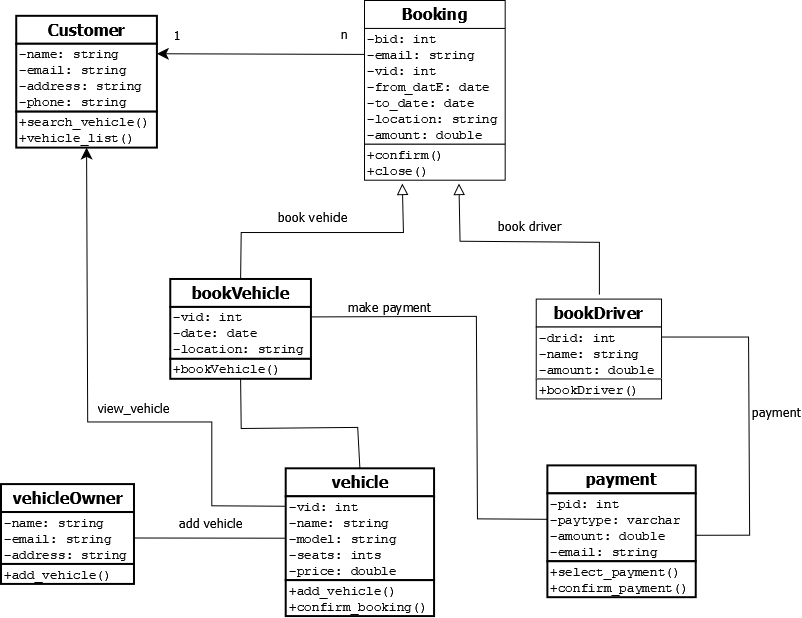 Customer
-name: string
-email: string
-address: string
-phone: string
+search_vehicle()
+vehicle_list()
1
n
Booking
-bid: int
-email: string
-vid: int
-from_datE: date
-to_date: date
-location: string
-amount: double
+confirm()
+close()
book vehide
book driver
bookVehicle
-vid: int
-date: date
-location: string
+bookVehicle()
make payment
bookDriver
-drid: int
-name: string
-amount: double
+bookDriver()
view_vehicle
payment
vehicleOwner
-name: string
-email: string
-address: string
+add_vehicle()
add vehicle
vehicle
-vid: int
-name: string
-model: string
-seats: ints
-price: double
+add_vehicle()
+confirm_booking()
payment
-pid: int
-paytype: varchar
-amount: double
-email: string
+select_payment()
+confirm_payment()